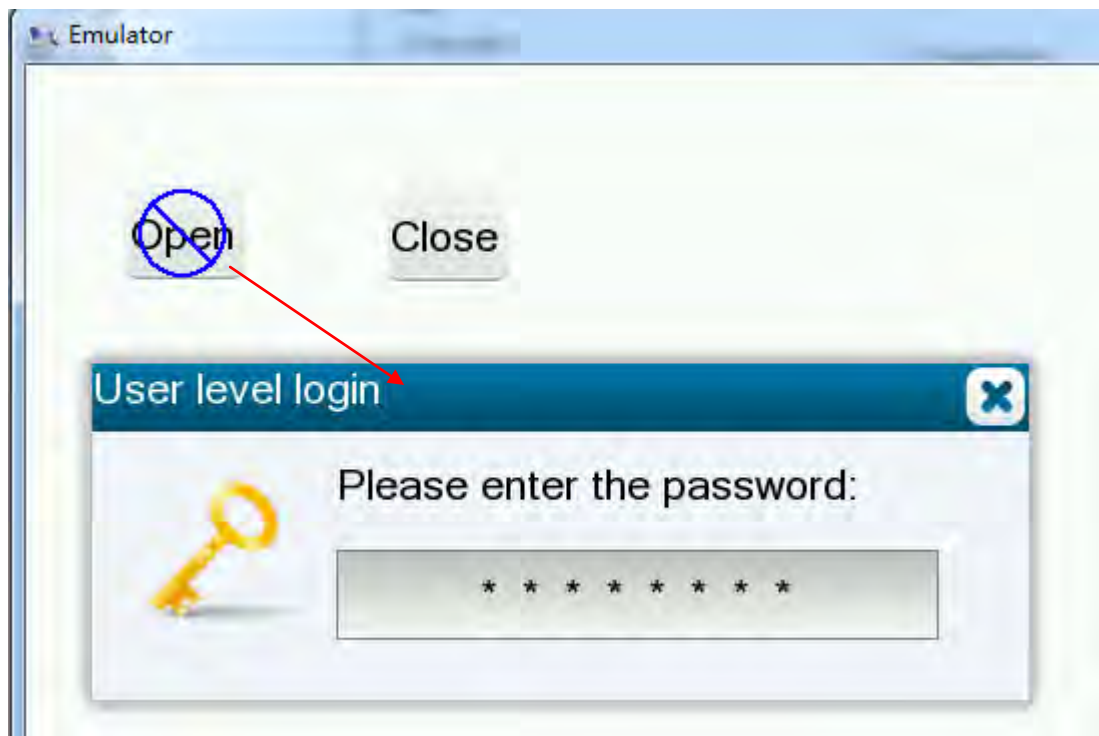 Emulator
Open
Close
User level login
Please enter the password:
* * * * * * * *